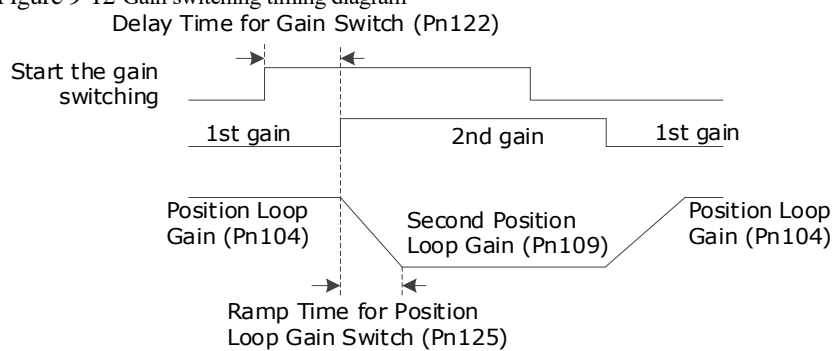 Figure 9-12 Gain switching timing diagram
Delay Time for Gain Switch (Pn122)
Start the gain
switching
1st gain
2nd gain
1st gain
Position Loop
Gain (Pn104)
Second Position
Loop Gain (Pn109)
Position Loop
Gain (Pn104)
Ramp Time for Position
Loop Gain Switch (Pn125)